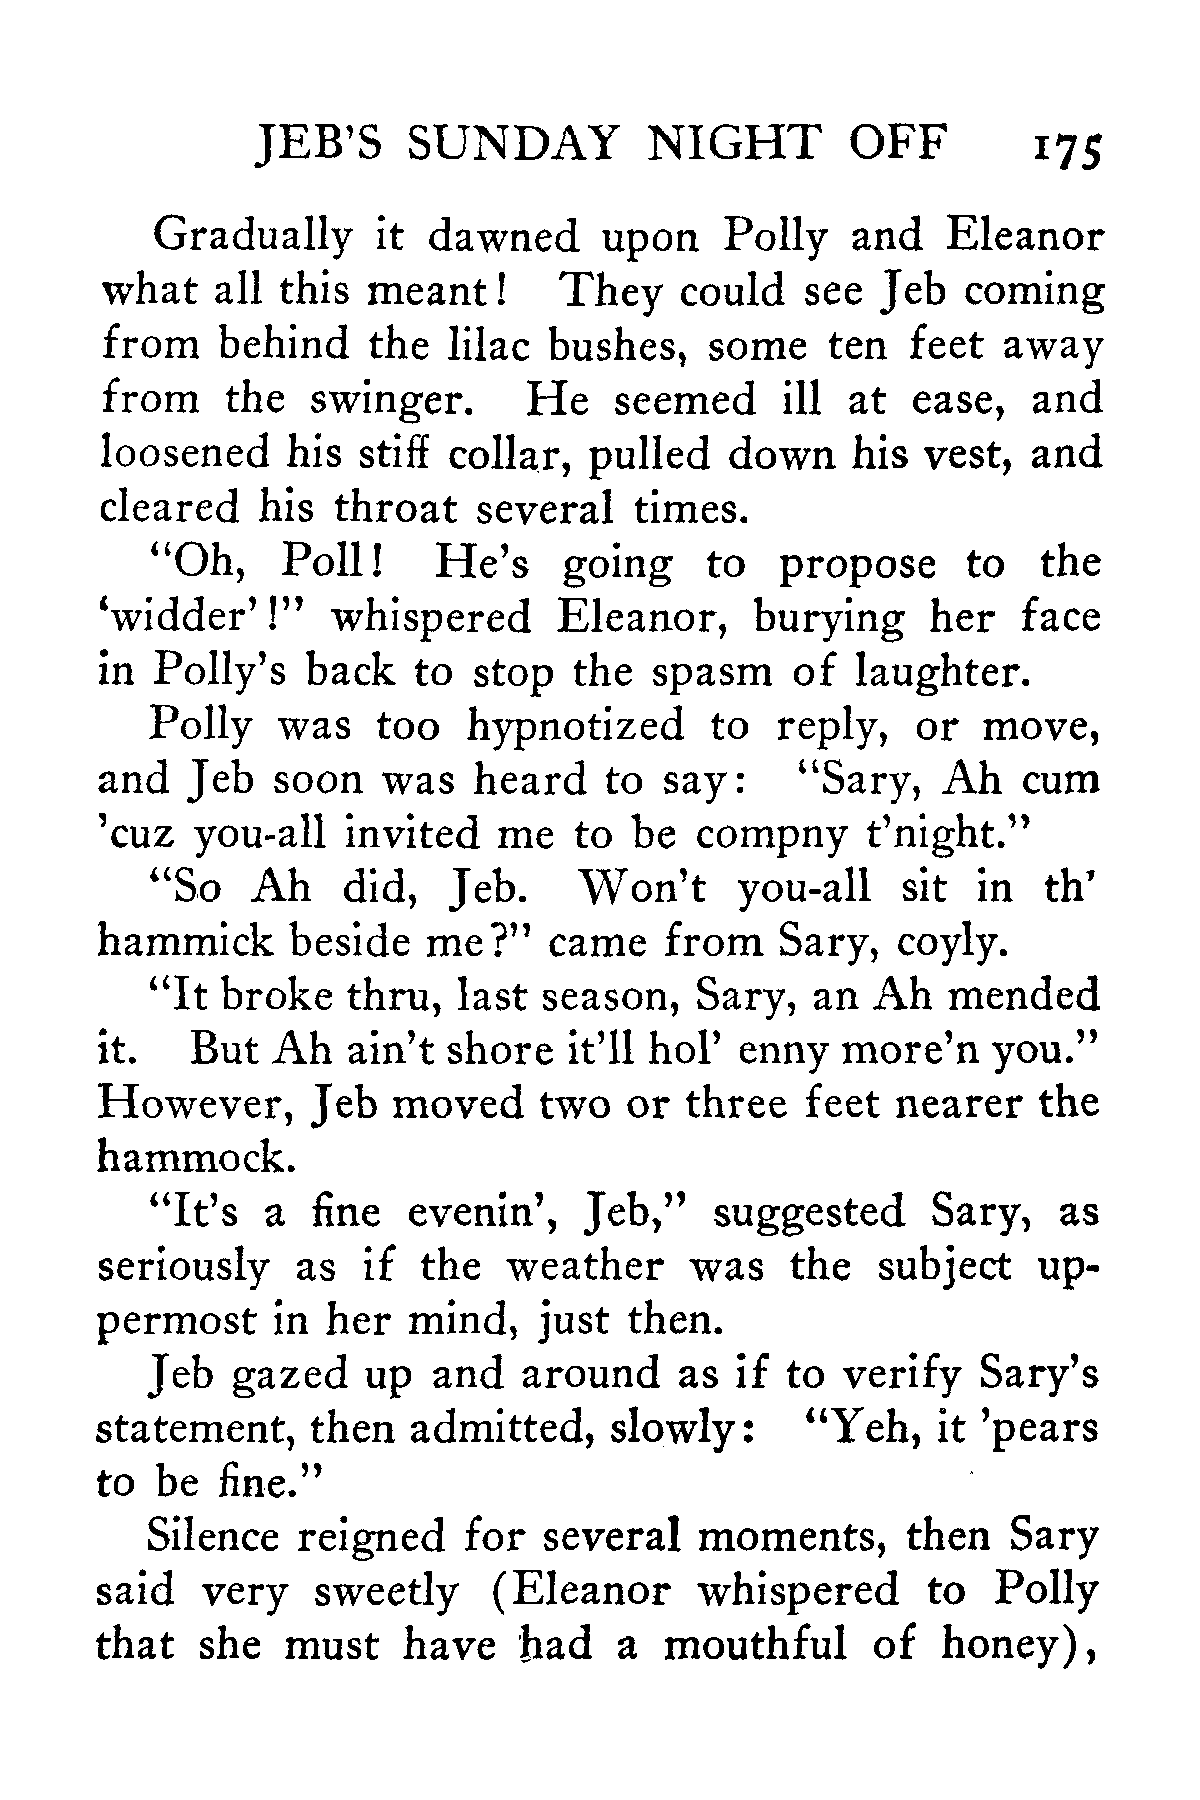 JEB'S SUNDAY NIGHT OFF 175
Gradually it dawned upon Polly and Eleanor
what all this meant! They could see Jeb coming
from behind the lilac bushes, some ten feet away
from the swinger. He seemed ill at ease, and
loosened his stiff collar, pulled down his vest, and
cleared his throat several times.
“Oh, Poll! He’s going to propose to the
‘widder’!” whispered Eleanor, burying her face
in Polly’s back to stop the spasm of laughter.
Polly was too hypnotized to reply, or move,
and Jeb soon was heard to say: “Sary, Ah cum
’cuz you-all invited me to be compny t’night.”
“So Ah did, Jeb. Won’t you-all sit in th’
hammick beside me?” came from Sary, coyly.
“It broke thru, last season, Sary, an Ah mended
it. But Ah ain’t shore it’ll hol’ enny more’n you.”
However, Jeb moved two or three feet nearer the
hammock.
“It’s a fine evenin’, Jeb,” suggested Sary, as
seriously as if the weather was the subject up-
permost in her mind, just then.
Jeb gazed up and around as if to verify Sary’s
statement, then admitted, slowly: “Yeh, it ’pears
to be fine.”
Silence reigned for several moments, then Sary
said very sweetly (Eleanor whispered to Polly
that she must have had a mouthful of honey),